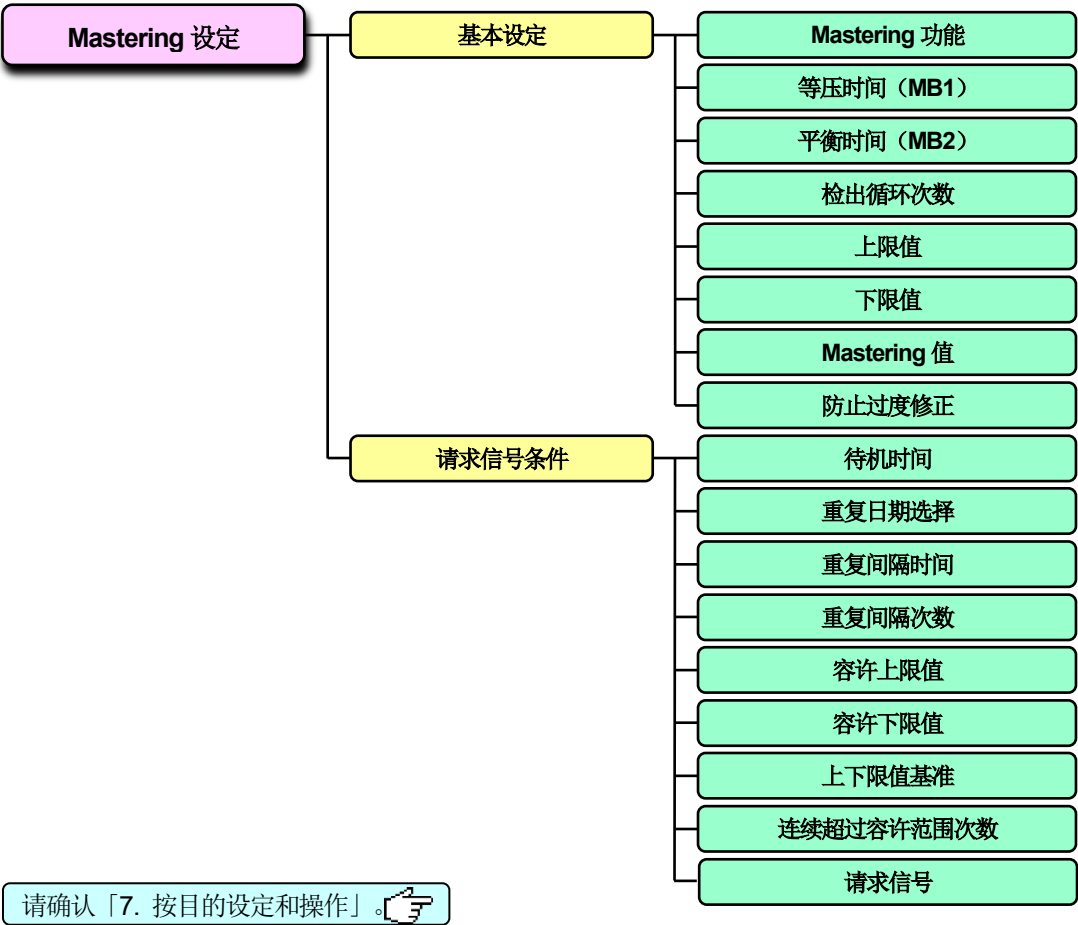 Mastering 设定
基本设定
Mastering 功能
等压时间（MB1）
平衡时间（MB2）
检出循环次数
上限值
下限值
Mastering 值
防止过度修正
请求信号条件
待机时间
重复日期选择
重复间隔时间
重复间隔次数
容许上限值
容许下限值
上下限值基准
连续超过容许范围次数
请求信号
请确认「7. 按目的设定和操作」。